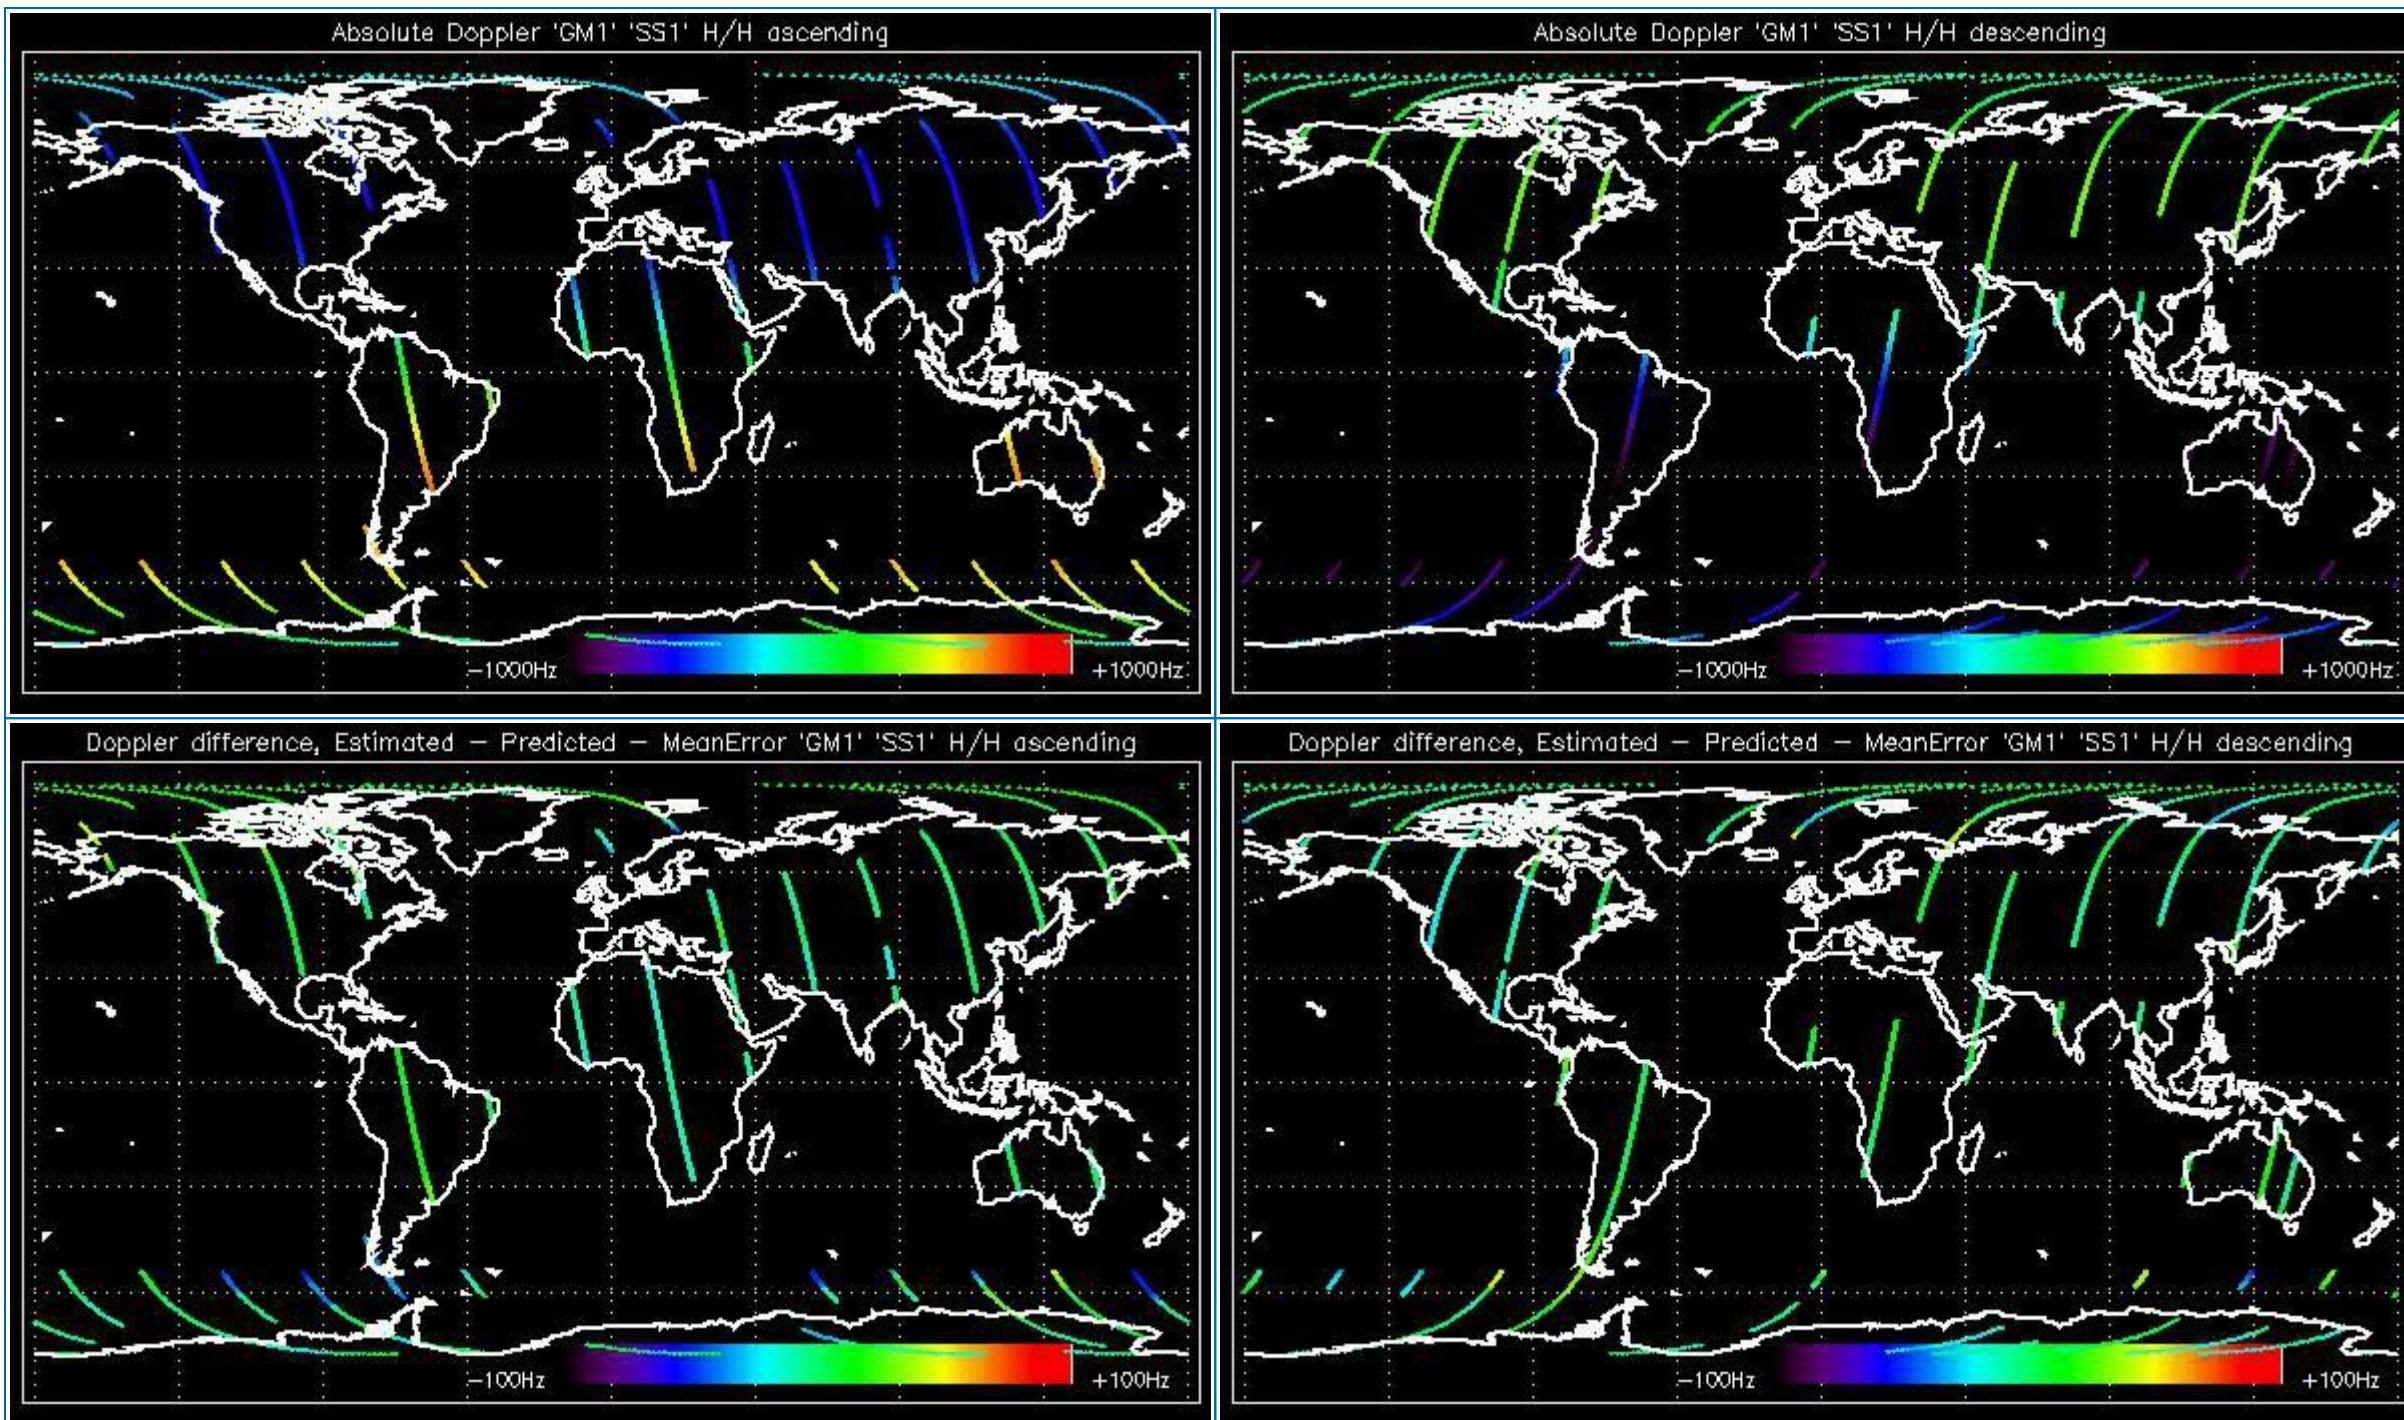 Absolute Doppler 'GM1' 'SS1' H/H ascending
-1000Hz
+1000Hz
Absolute Doppler 'GM1' 'SS1' H/H descending
-1000Hz
+1000Hz
Doppler difference, Estimated – Predicted – MeanError 'GM1' 'SS1' H/H ascending
-100Hz
+100Hz
Doppler difference, Estimated – Predicted – MeanError 'GM1' 'SS1' H/H descending
-100Hz
+100Hz